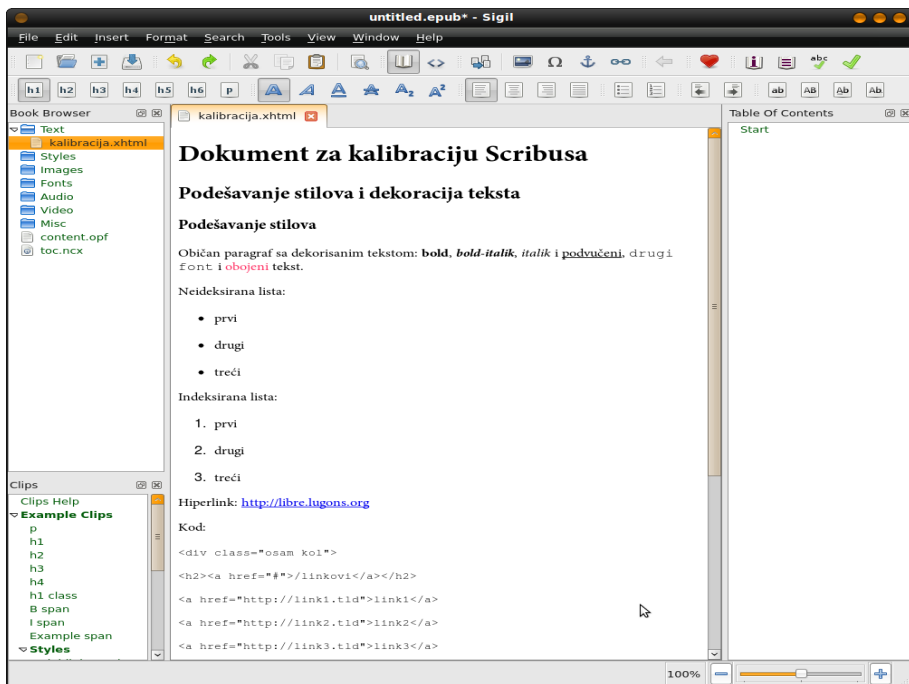 untitled.epub* - Sigil
File Edit Insert Format Search Tools View Window Help
h1 h2 h3 h4 h5 h6 p A A A A A₂ A² ab AB Ab Ab
Book Browser
Text
kalibracija.xhtml
Styles
Images
Fonts
Audio
Video
Misc
content.opf
toc.ncx
Clips
Clips Help
Example Clips
p
h1
h2
h3
h4
h1 class
B span
I span
Example span
Styles
kalibracija.xhtml
Dokument za kalibraciju Scribusa
Podešavanje stilova i dekoracija teksta
Podešavanje stilova
Običan paragraf sa dekorisanim tekstom: bold, bold-italik, italik i podvučeni, drugi
font i obojeni tekst.
Neideksirana lista:
• prvi
• drugi
• treći
Indeksirana lista:
1. prvi
2. drugi
3. treći
Hiperlink: http://libre.lugons.org
Kod:
<div class="osam kol">
<h2><a href="#">/linkovi</a></h2>
<a href="http://link1.tld">link1</a>
<a href="http://link2.tld">link2</a>
<a href="http://link3.tld">link3</a>
Table Of Contents
Start
100%